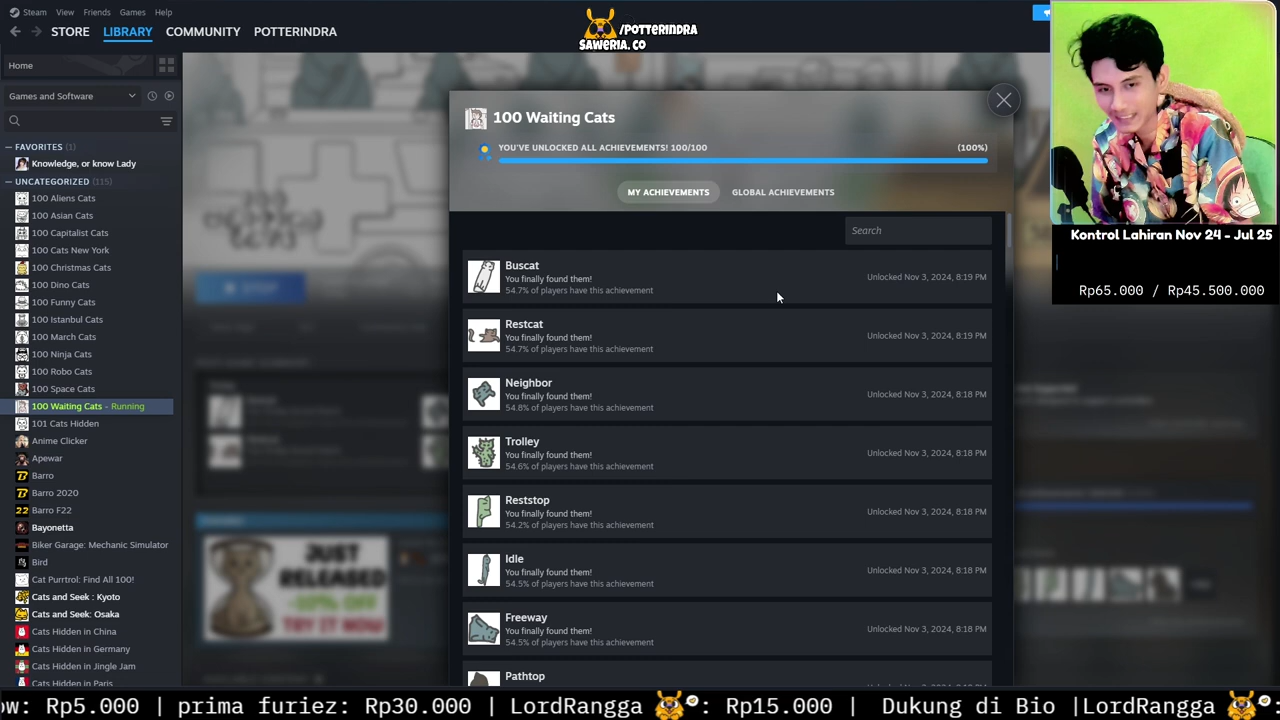 Steam View Friends Games Help
STORE LIBRARY COMMUNITY POTTERINDRA
/POTTERINDRA
SAWERIA.CO
Home
Games and Software
FAVORITES (1)
Knowledge, or know Lady
UNCATEGORIZED (115)
100 Aliens Cats
100 Asian Cats
100 Capitalist Cats
100 Cats New York
100 Christmas Cats
100 Dino Cats
100 Funny Cats
100 Istanbul Cats
100 March Cats
100 Ninja Cats
100 Robo Cats
100 Space Cats
100 Waiting Cats - Running
101 Cats Hidden
Anime Clicker
Apewar
Barro
Barro 2020
Barro F22
Bayonetta
Biker Garage: Mechanic Simulator
Bird
Cat Purrtrol: Find All 100!
Cats and Seek : Kyoto
Cats and Seek: Osaka
Cats Hidden in China
Cats Hidden in Germany
Cats Hidden in Jingle Jam
Cats Hidden in Paris
STOP
JUST
RELEASED
-10% OFF
TRY IT NOW
100 Waiting Cats
YOU'VE UNLOCKED ALL ACHIEVEMENTS! 100/100 (100%)
MY ACHIEVEMENTS GLOBAL ACHIEVEMENTS
Search
Buscat
You finally found them!
54.7% of players have this achievement
Unlocked Nov 3, 2024, 8:19 PM
Restcat
You finally found them!
54.7% of players have this achievement
Unlocked Nov 3, 2024, 8:19 PM
Neighbor
You finally found them!
54.8% of players have this achievement
Unlocked Nov 3, 2024, 8:18 PM
Trolley
You finally found them!
54.6% of players have this achievement
Unlocked Nov 3, 2024, 8:18 PM
Reststop
You finally found them!
54.2% of players have this achievement
Unlocked Nov 3, 2024, 8:18 PM
Idle
You finally found them!
54.5% of players have this achievement
Unlocked Nov 3, 2024, 8:18 PM
Freeway
You finally found them!
54.5% of players have this achievement
Unlocked Nov 3, 2024, 8:18 PM
Pathtop
Kontrol Lahiran Nov 24 - Jul 25
Rp65.000 / Rp45.500.000
ow: Rp5.000 | prima furiez: Rp30.000 | LordRangga : Rp15.000 | Dukung di Bio |LordRangga :